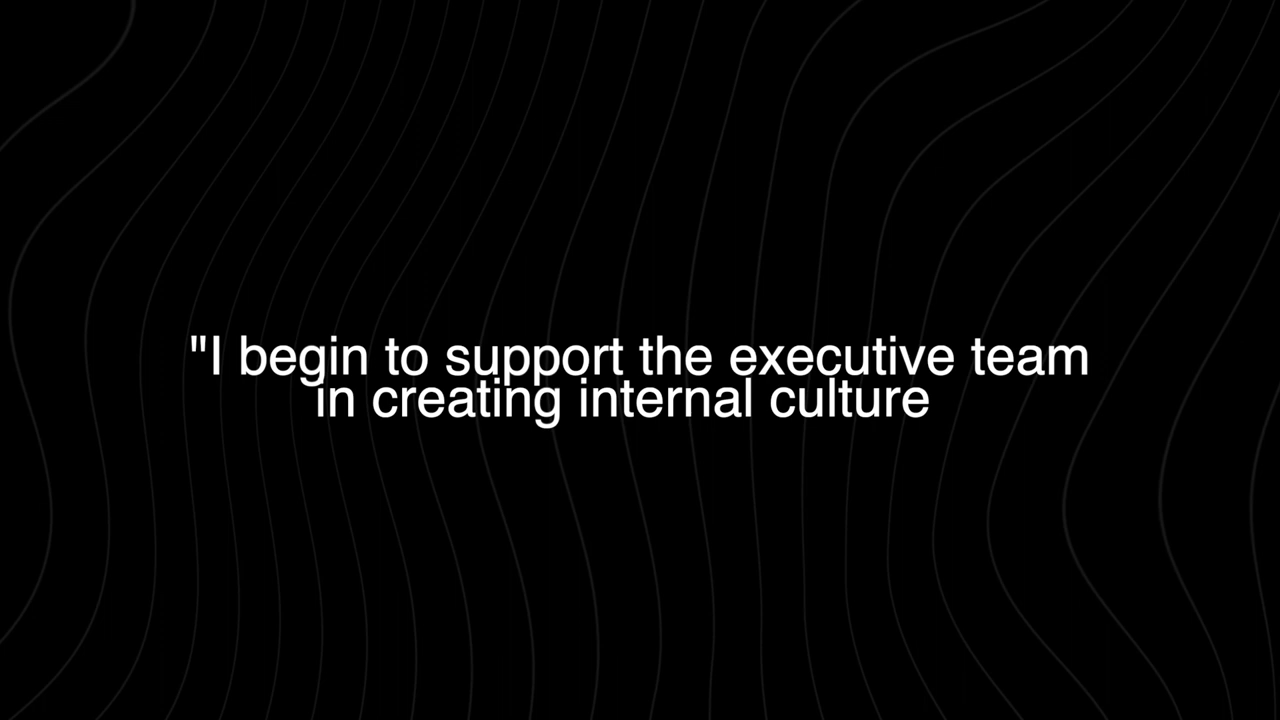 "I begin to support the executive team
in creating internal culture